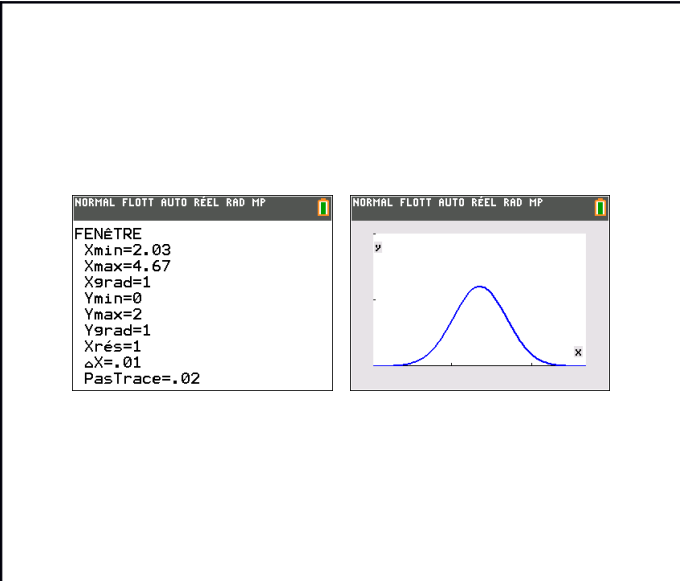 NORMAL FLOTT AUTO RÉEL RAD MP
FENêTRE
Xmin=2.03
Xmax=4.67
Xgrad=1
Ymin=0
Ymax=2
Ygrad=1
Xrés=1
△X=.01
PasTrace=.02
NORMAL FLOTT AUTO RÉEL RAD MP
y
x